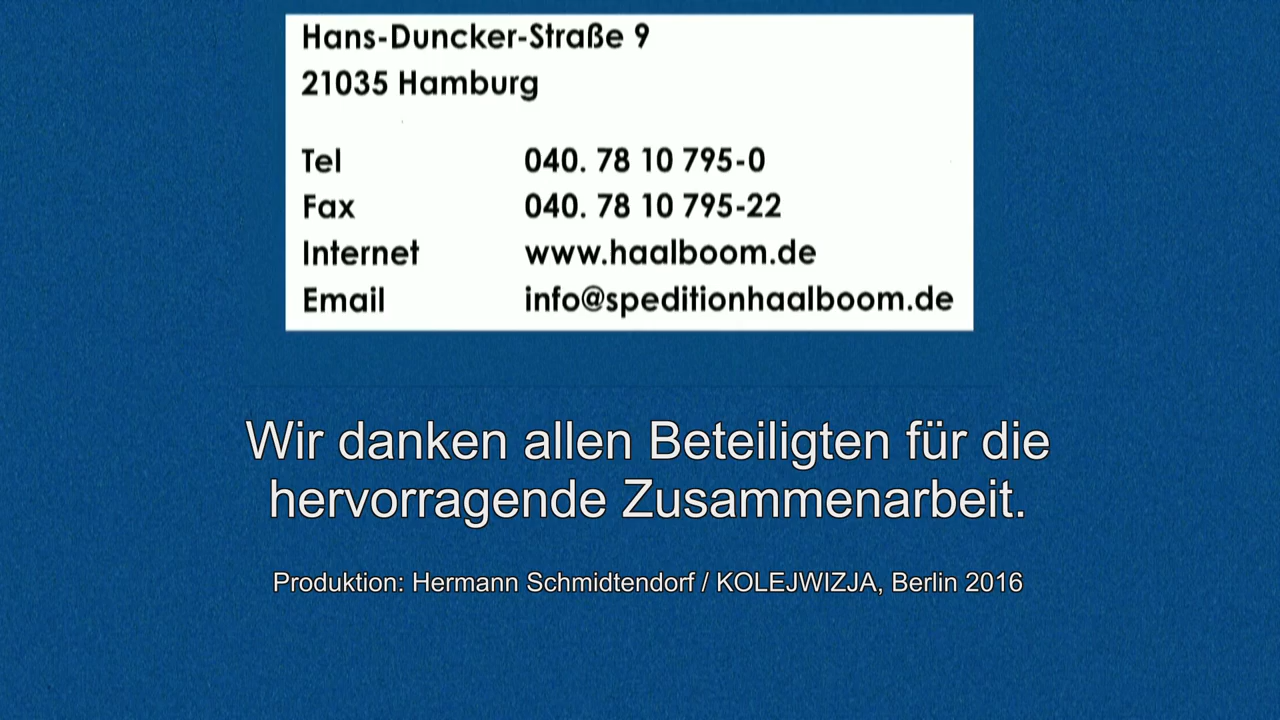 Hans-Duncker-Straße 9
21035 Hamburg
Tel 040. 78 10 795-0
Fax 040. 78 10 795-22
Internet www.haalboom.de
Email info@speditionhaalboom.de
Wir danken allen Beteiligten für die
hervorragende Zusammenarbeit.
Produktion: Hermann Schmidtendorf / KOLEJWIZJA, Berlin 2016